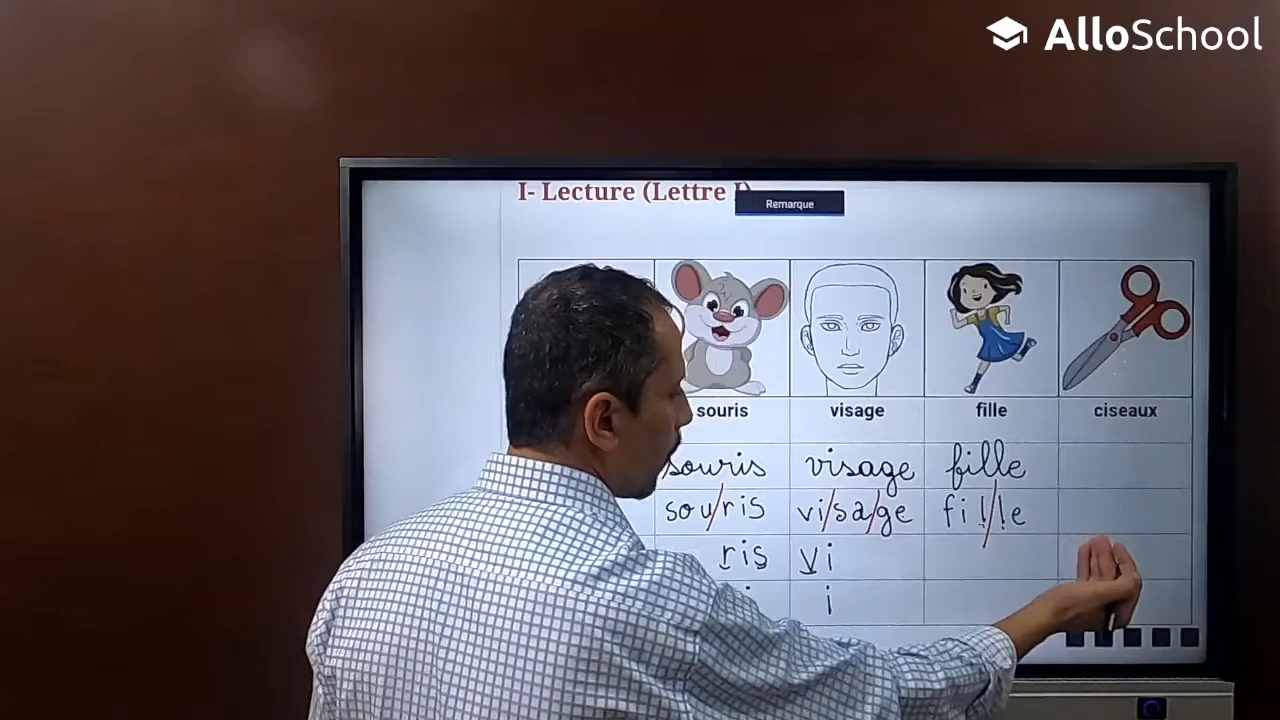 AlloSchool
I- Lecture (Lettre I)
Remarque
souris visage fille ciseaux
souris visage fille
sou/ris vi/sa/ge fil/le
ris vi
i i